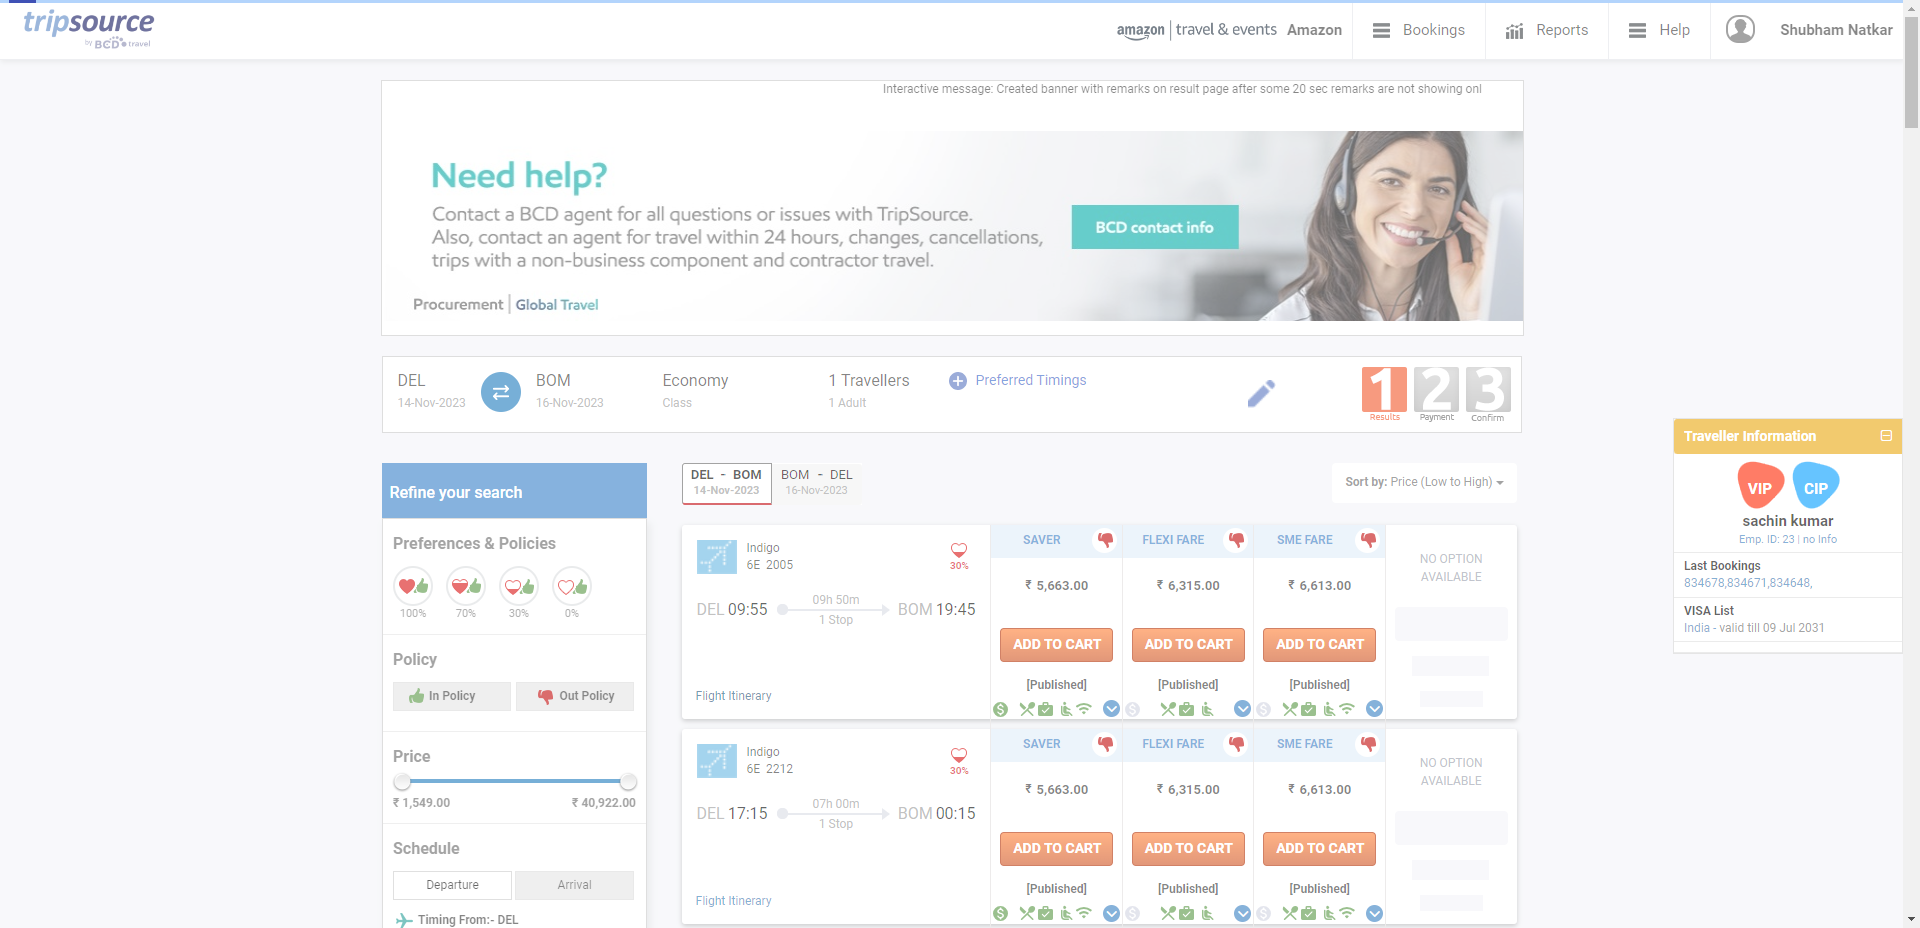 tripsource
by BCD travel
amazon | travel & events Amazon
Bookings
Reports
Help
Shubham Natkar
Interactive message: Created banner with remarks on result page after some 20 sec remarks are not showing onl
Need help?
Contact a BCD agent for all questions or issues with TripSource.
Also, contact an agent for travel within 24 hours, changes, cancellations,
trips with a non-business component and contractor travel.
BCD contact info
Procurement | Global Travel
DEL
14-Nov-2023
BOM
16-Nov-2023
Economy
Class
1 Travellers
1 Adult
Preferred Timings
1 Results
2 Payment
3 Confirm
Traveller Information
VIP CIP
sachin kumar
Emp. ID: 23 | no Info
Last Bookings
834678,834671,834648,
VISA List
India - valid till 09 Jul 2031
Refine your search
Preferences & Policies
100% 70% 30% 0%
Policy
In Policy Out Policy
Price
₹ 1,549.00 ₹ 40,922.00
Schedule
Departure Arrival
Timing From:- DEL
DEL - BOM
14-Nov-2023
BOM - DEL
16-Nov-2023
Sort by: Price (Low to High)
Indigo
6E 2005
30%
DEL 09:55
09h 50m
1 Stop
BOM 19:45
Flight Itinerary
SAVER FLEXI FARE SME FARE
₹ 5,663.00 ₹ 6,315.00 ₹ 6,613.00
ADD TO CART ADD TO CART ADD TO CART
[Published] [Published] [Published]
NO OPTION
AVAILABLE
Indigo
6E 2212
30%
DEL 17:15
07h 00m
1 Stop
BOM 00:15
Flight Itinerary
SAVER FLEXI FARE SME FARE
₹ 5,663.00 ₹ 6,315.00 ₹ 6,613.00
ADD TO CART ADD TO CART ADD TO CART
[Published] [Published] [Published]
NO OPTION
AVAILABLE